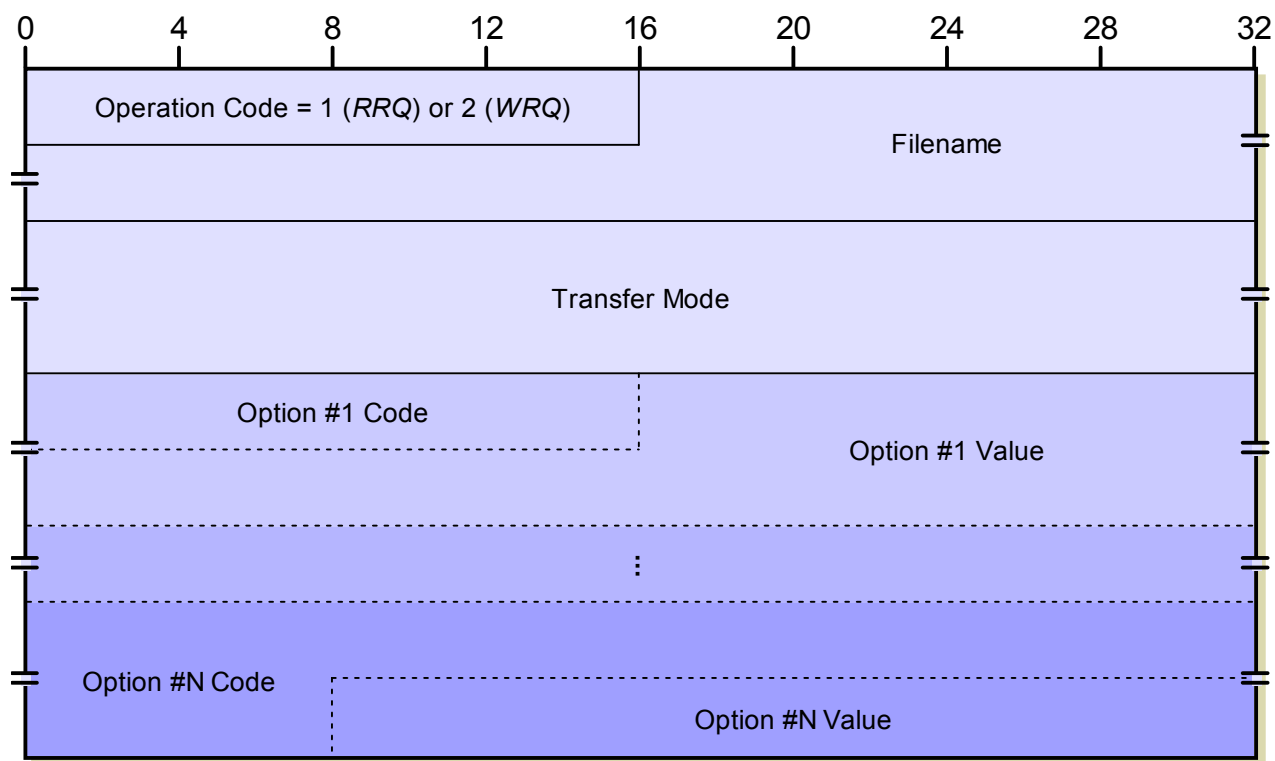 0 4 8 12 16 20 24 28 32
Operation Code = 1 (RRQ) or 2 (WRQ)
Filename
Transfer Mode
Option #1 Code
Option #1 Value
⋮
Option #N Code
Option #N Value